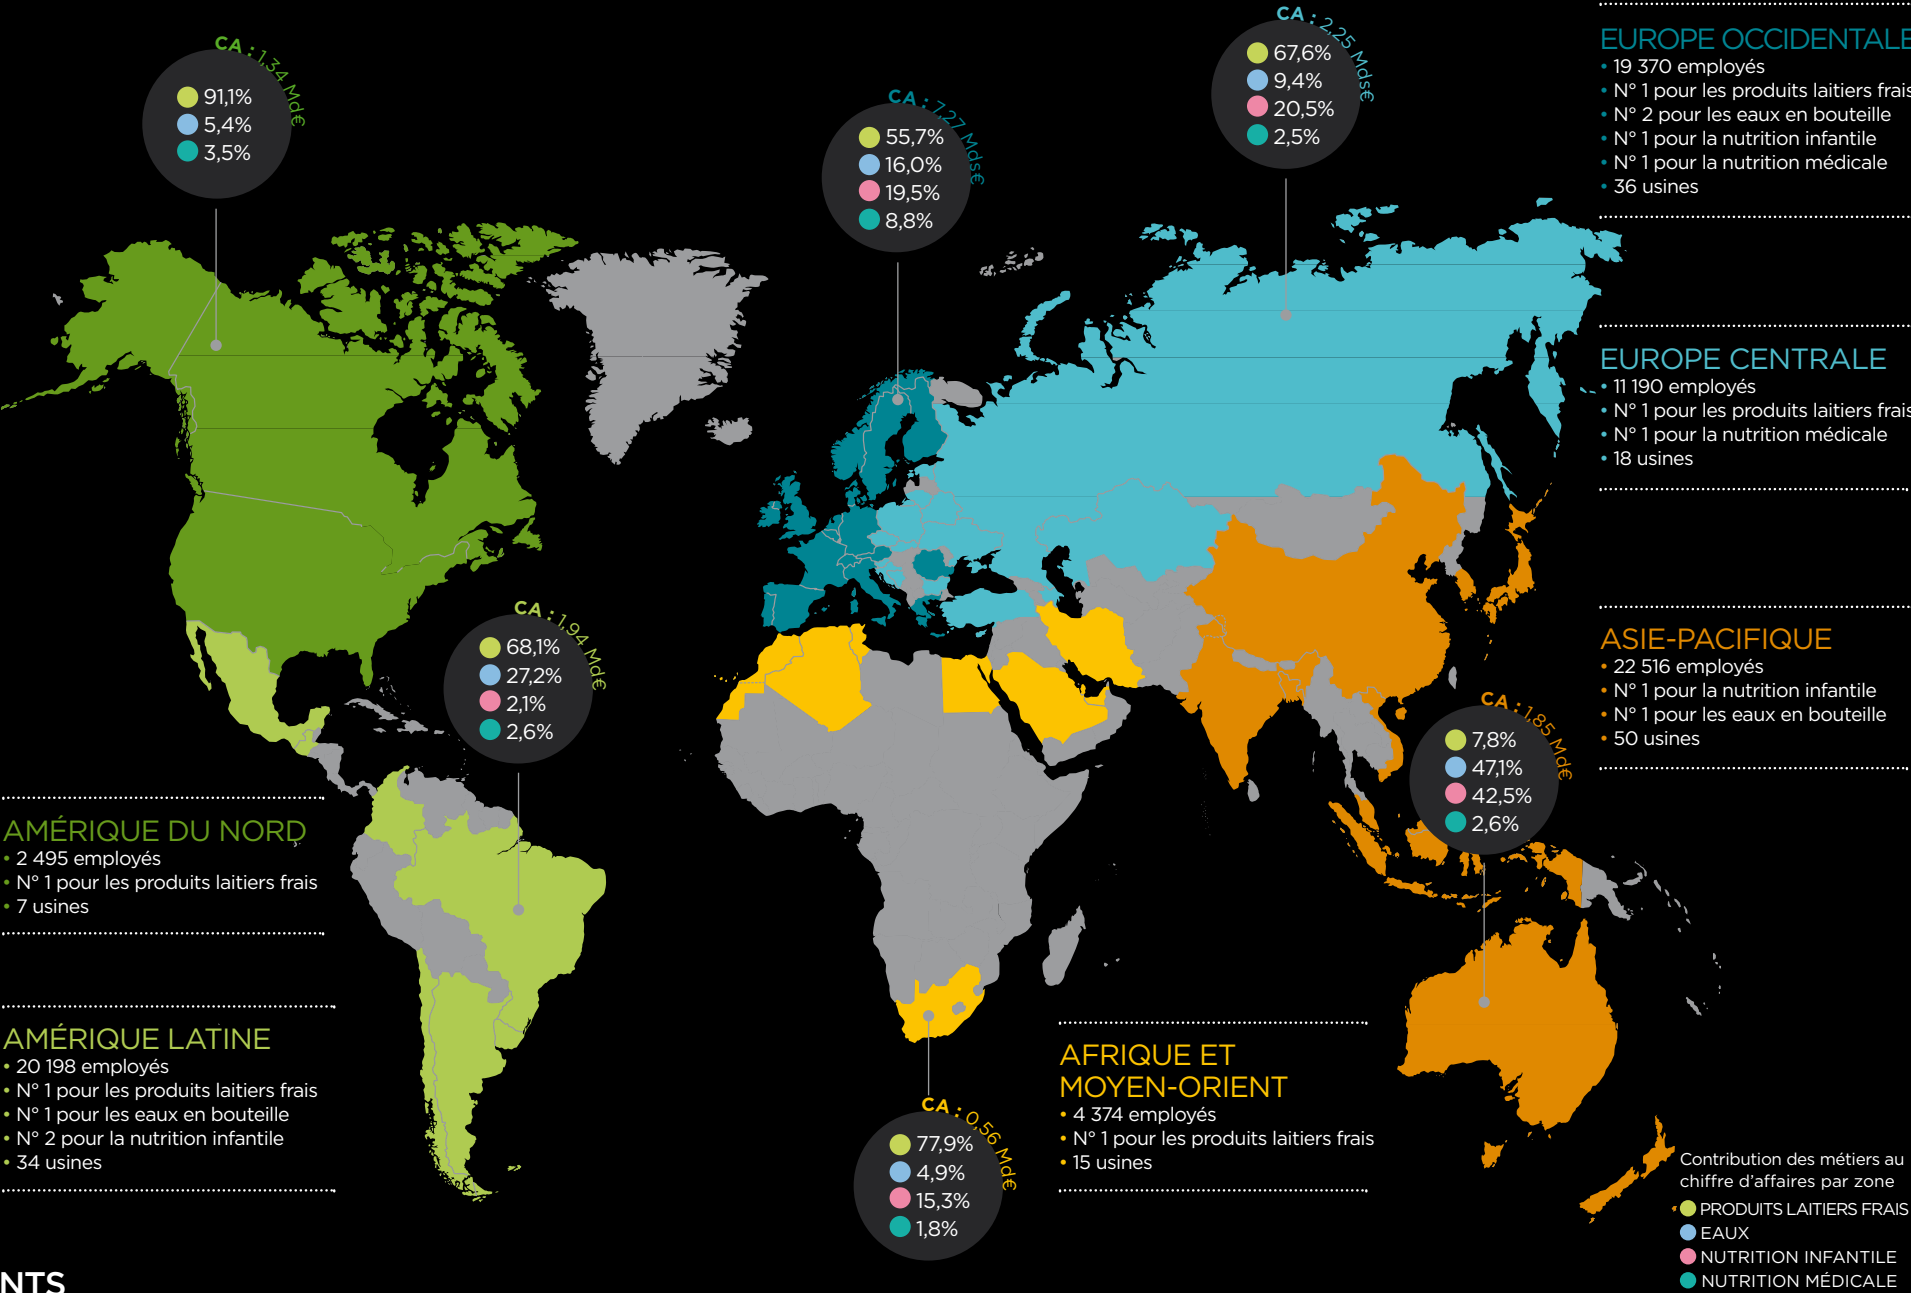 CA : 1,34 Md€
91,1%
5,4%
3,5%
CA : 7,27 Mds€
55,7%
16,0%
19,5%
8,8%
CA : 2,25 Mds€
67,6%
9,4%
20,5%
2,5%
EUROPE OCCIDENTALE
• 19 370 employés
• N° 1 pour les produits laitiers frais
• N° 2 pour les eaux en bouteille
• N° 1 pour la nutrition infantile
• N° 1 pour la nutrition médicale
• 36 usines
EUROPE CENTRALE
• 11 190 employés
• N° 1 pour les produits laitiers frais
• N° 1 pour la nutrition médicale
• 18 usines
ASIE-PACIFIQUE
• 22 516 employés
• N° 1 pour la nutrition infantile
• N° 1 pour les eaux en bouteille
• 50 usines
CA : 1,94 Md€
68,1%
27,2%
2,1%
2,6%
CA : 1,85 Md€
7,8%
47,1%
42,5%
2,6%
AMÉRIQUE DU NORD
• 2 495 employés
• N° 1 pour les produits laitiers frais
• 7 usines
AMÉRIQUE LATINE
• 20 198 employés
• N° 1 pour les produits laitiers frais
• N° 1 pour les eaux en bouteille
• N° 2 pour la nutrition infantile
• 34 usines
CA : 0,56 Md€
77,9%
4,9%
15,3%
1,8%
AFRIQUE ET
MOYEN-ORIENT
• 4 374 employés
• N° 1 pour les produits laitiers frais
• 15 usines
Contribution des métiers au
chiffre d'affaires par zone
PRODUITS LAITIERS FRAIS
EAUX
NUTRITION INFANTILE
NUTRITION MÉDICALE
NTS